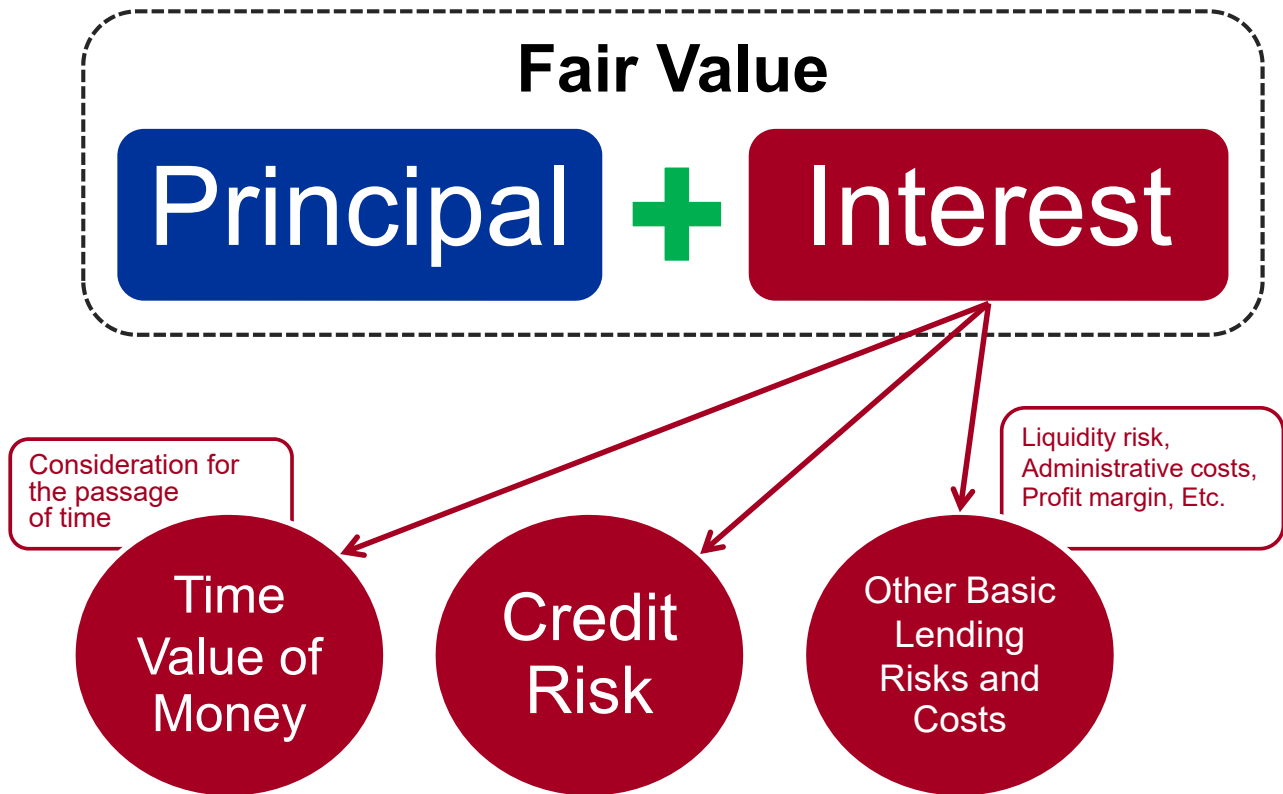 Fair Value
Principal
+
Interest
Consideration for
the passage
of time
Liquidity risk,
Administrative costs,
Profit margin, Etc.
Time
Value of
Money
Credit
Risk
Other Basic
Lending
Risks and
Costs